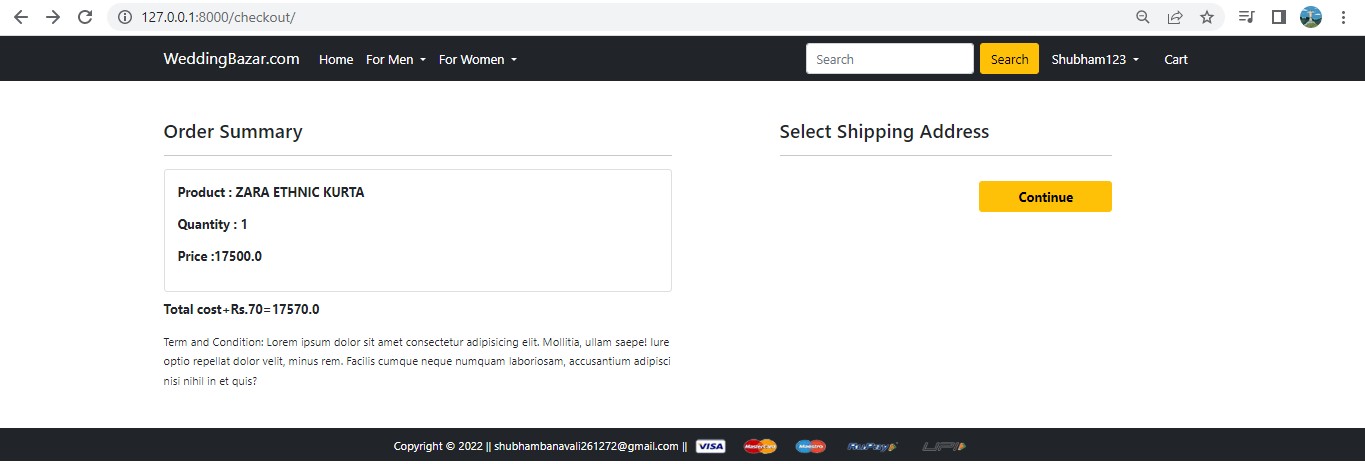 127.0.0.1:8000/checkout/
WeddingBazar.com Home For Men For Women Search Search Shubham123 Cart
Order Summary
Product : ZARA ETHNIC KURTA
Quantity : 1
Price :17500.0
Total cost+Rs.70=17570.0
Term and Condition: Lorem ipsum dolor sit amet consectetur adipisicing elit. Mollitia, ullam saepe! Iure
optio repellat dolor velit, minus rem. Facilis cumque neque numquam laboriosam, accusantium adipisci
nisi nihil in et quis?
Select Shipping Address
Continue
Copyright © 2022 || shubhambanavali261272@gmail.com || VISA MasterCard Maestro RuPay UPI